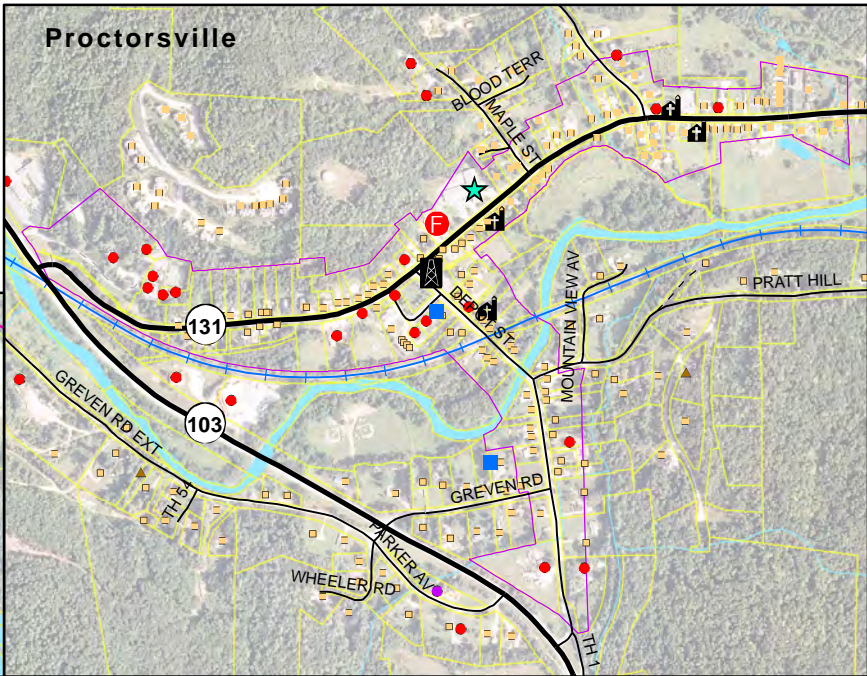 Proctorsville
BLOOD TERR
MAPLE ST
F
DEPOT ST
MOUNTAIN VIEW AV
PRATT HILL
131
GREVEN RD EXT
103
TH 54
GREVEN RD
PARKER AV
WHEELER RD
TH 1